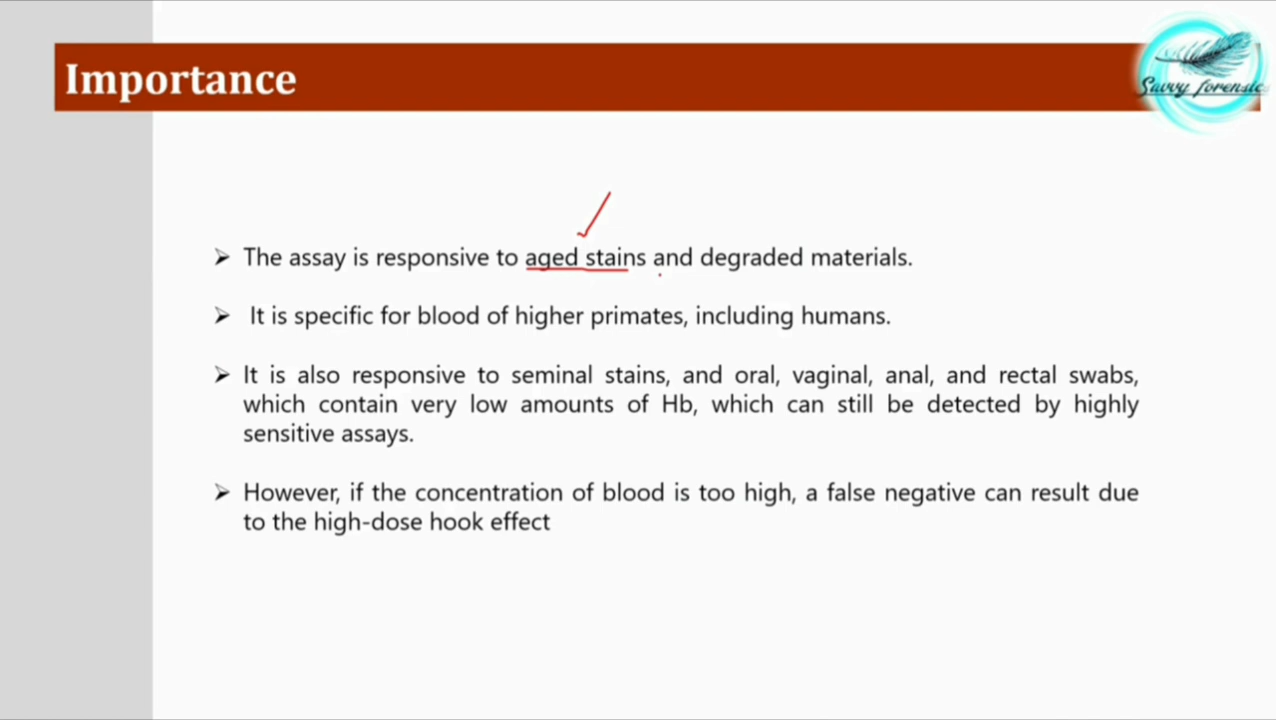 Importance
Savvy forensics
➢ The assay is responsive to aged stains and degraded materials.
➢ It is specific for blood of higher primates, including humans.
➢ It is also responsive to seminal stains, and oral, vaginal, anal, and rectal swabs,
which contain very low amounts of Hb, which can still be detected by highly
sensitive assays.
➢ However, if the concentration of blood is too high, a false negative can result due
to the high-dose hook effect